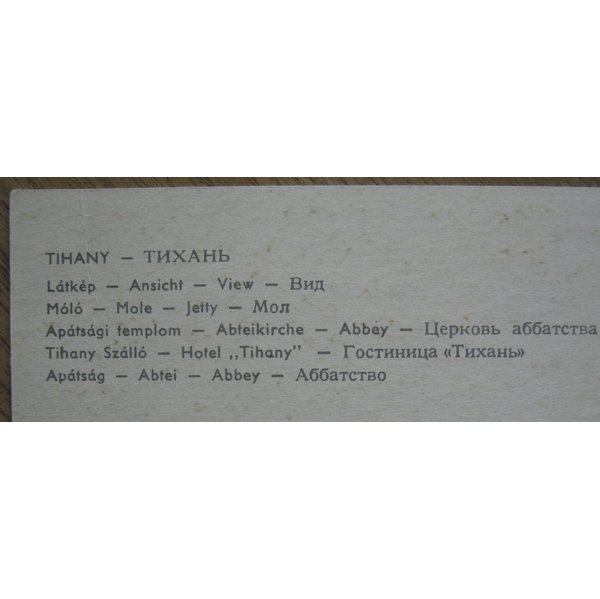 TIHANY — ТИХАНЬ
Látkép — Ansicht — View — Вид
Móló — Mole — Jetty — Мол
Apátsági templom — Abteikirche — Abbey — Церковь аббатства
Tihany Szálló — Hotel „Tihany” — Гостиница «Тихань»
Apátság — Abtei — Abbey — Аббатство